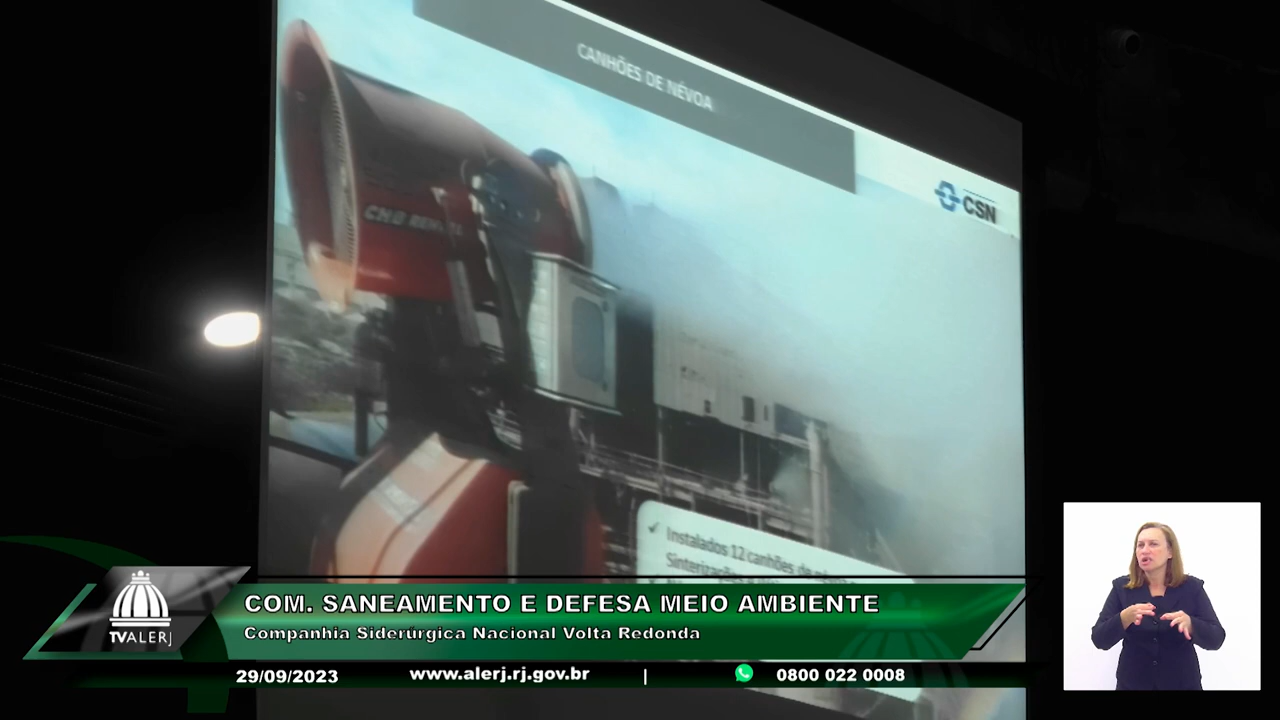 CANHÕES DE NÉVOA
CSN
✓ Instalados 12 canhões de
COM. SANEAMENTO E DEFESA MEIO AMBIENTE
Companhia Siderúrgica Nacional Volta Redonda
TVALERJ
29/09/2023 www.alerj.rj.gov.br | 0800 022 0008